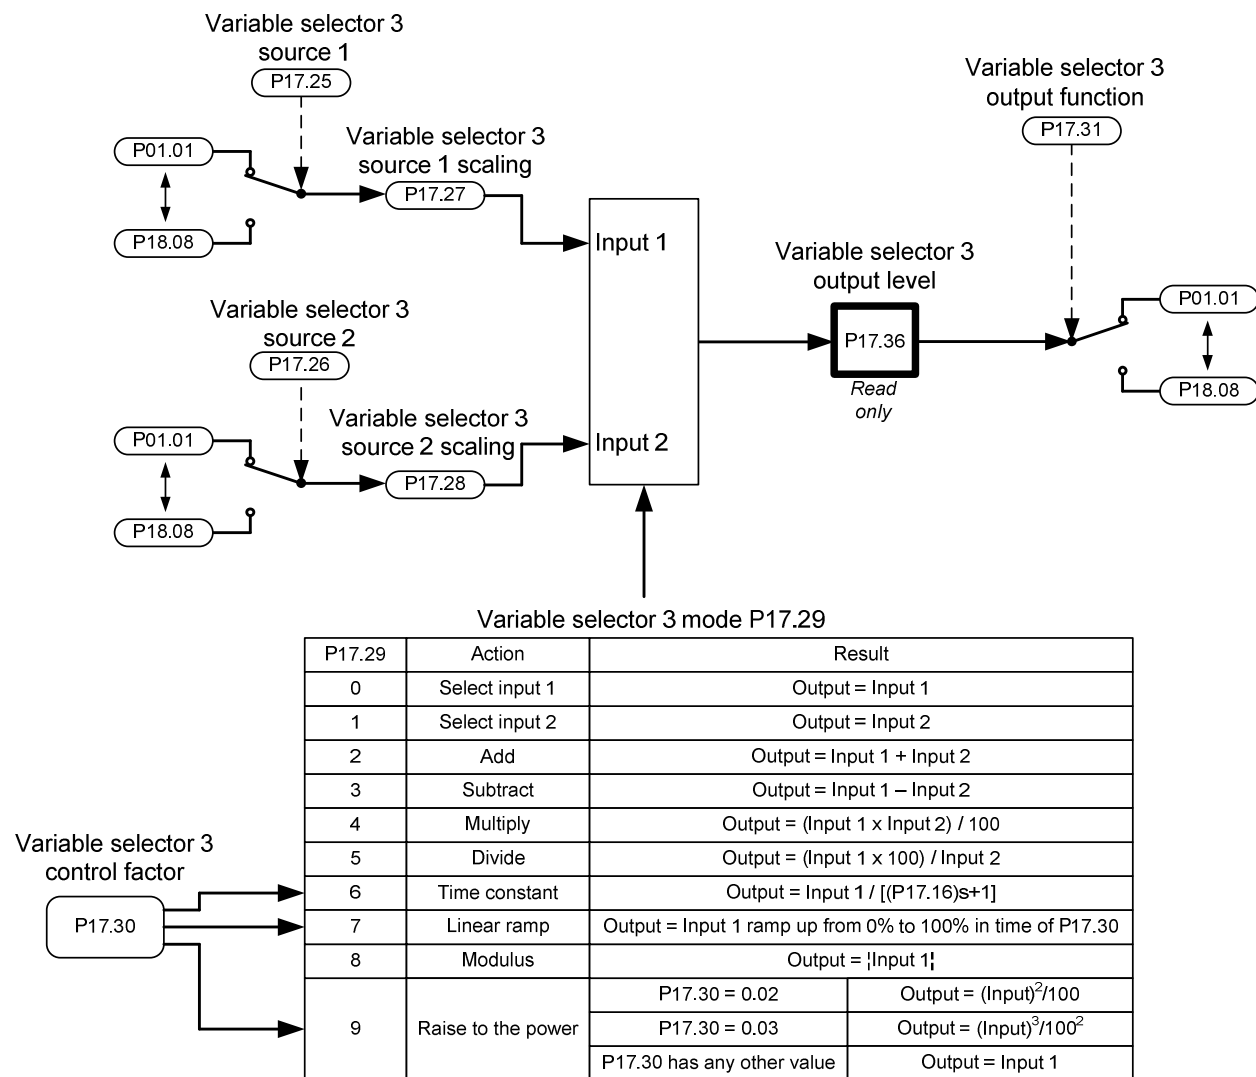 Variable selector 3
source 1
P17.25
Variable selector 3
source 1 scaling
P01.01
P17.27
P18.08
Input 1
Variable selector 3
source 2
P17.26
Variable selector 3
source 2 scaling
P01.01
P17.28
P18.08
Input 2
Variable selector 3
output level
P17.36
Read
only
Variable selector 3
output function
P17.31
P01.01
P18.08
Variable selector 3 mode P17.29
P17.29 Action Result
0 Select input 1 Output = Input 1
1 Select input 2 Output = Input 2
2 Add Output = Input 1 + Input 2
3 Subtract Output = Input 1 – Input 2
4 Multiply Output = (Input 1 x Input 2) / 100
5 Divide Output = (Input 1 x 100) / Input 2
6 Time constant Output = Input 1 / [(P17.16)s+1]
7 Linear ramp Output = Input 1 ramp up from 0% to 100% in time of P17.30
8 Modulus Output = ¦Input 1¦
9 Raise to the power P17.30 = 0.02 Output = (Input)²/100
P17.30 = 0.03 Output = (Input)³/100²
P17.30 has any other value Output = Input 1
Variable selector 3
control factor
P17.30